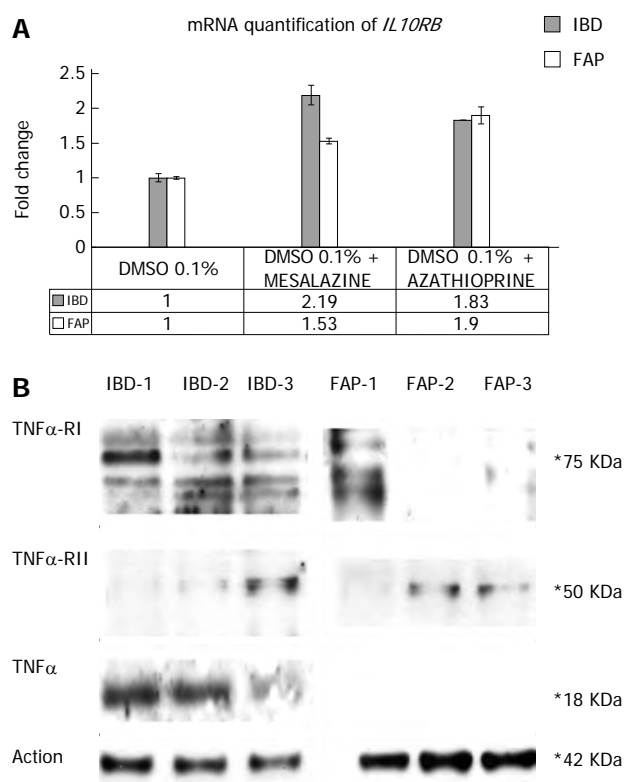 A
mRNA quantification of IL10RB
IBD
FAP
Fold change
2.5
2
1.5
1
0.5
0
DMSO 0.1%
DMSO 0.1% +
MESALAZINE
DMSO 0.1% +
AZATHIOPRINE
IBD 1 2.19 1.83
FAP 1 1.53 1.9
B
IBD-1 IBD-2 IBD-3 FAP-1 FAP-2 FAP-3
TNFα-RI
*75 KDa
TNFα-RII
*50 KDa
TNFα
*18 KDa
Action
*42 KDa